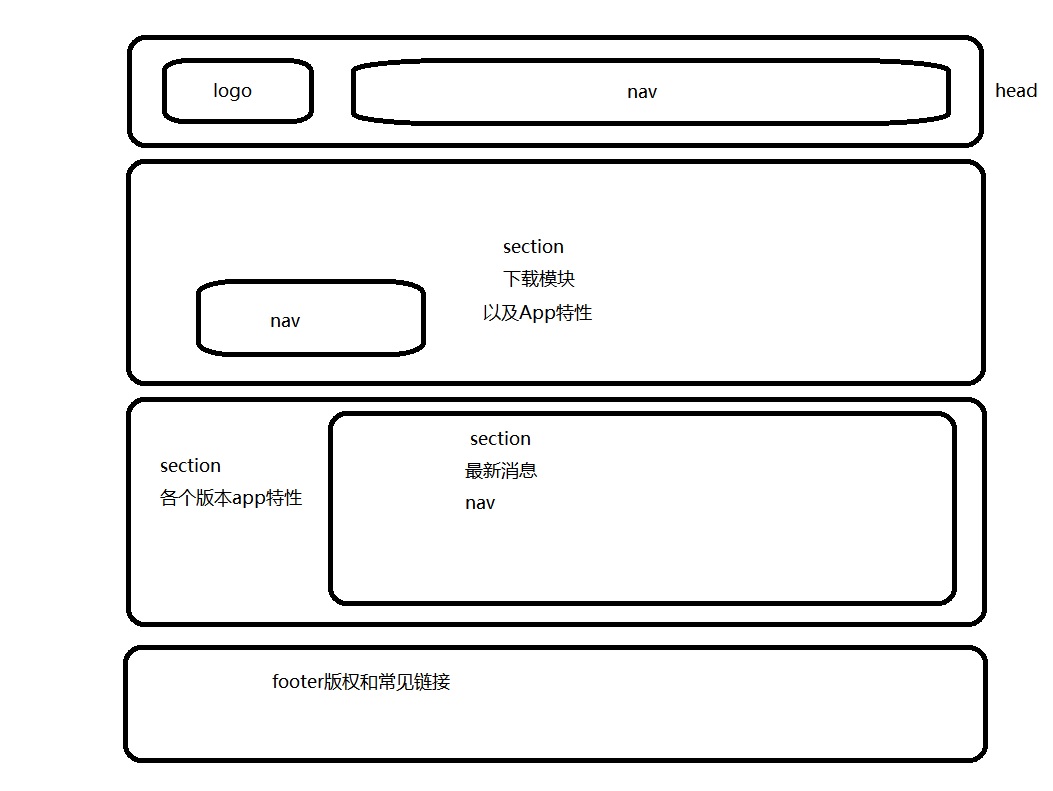 logo
nav
head
section
下载模块
以及App特性
nav
section
各个版本app特性
section
最新消息
nav
footer版权和常见链接